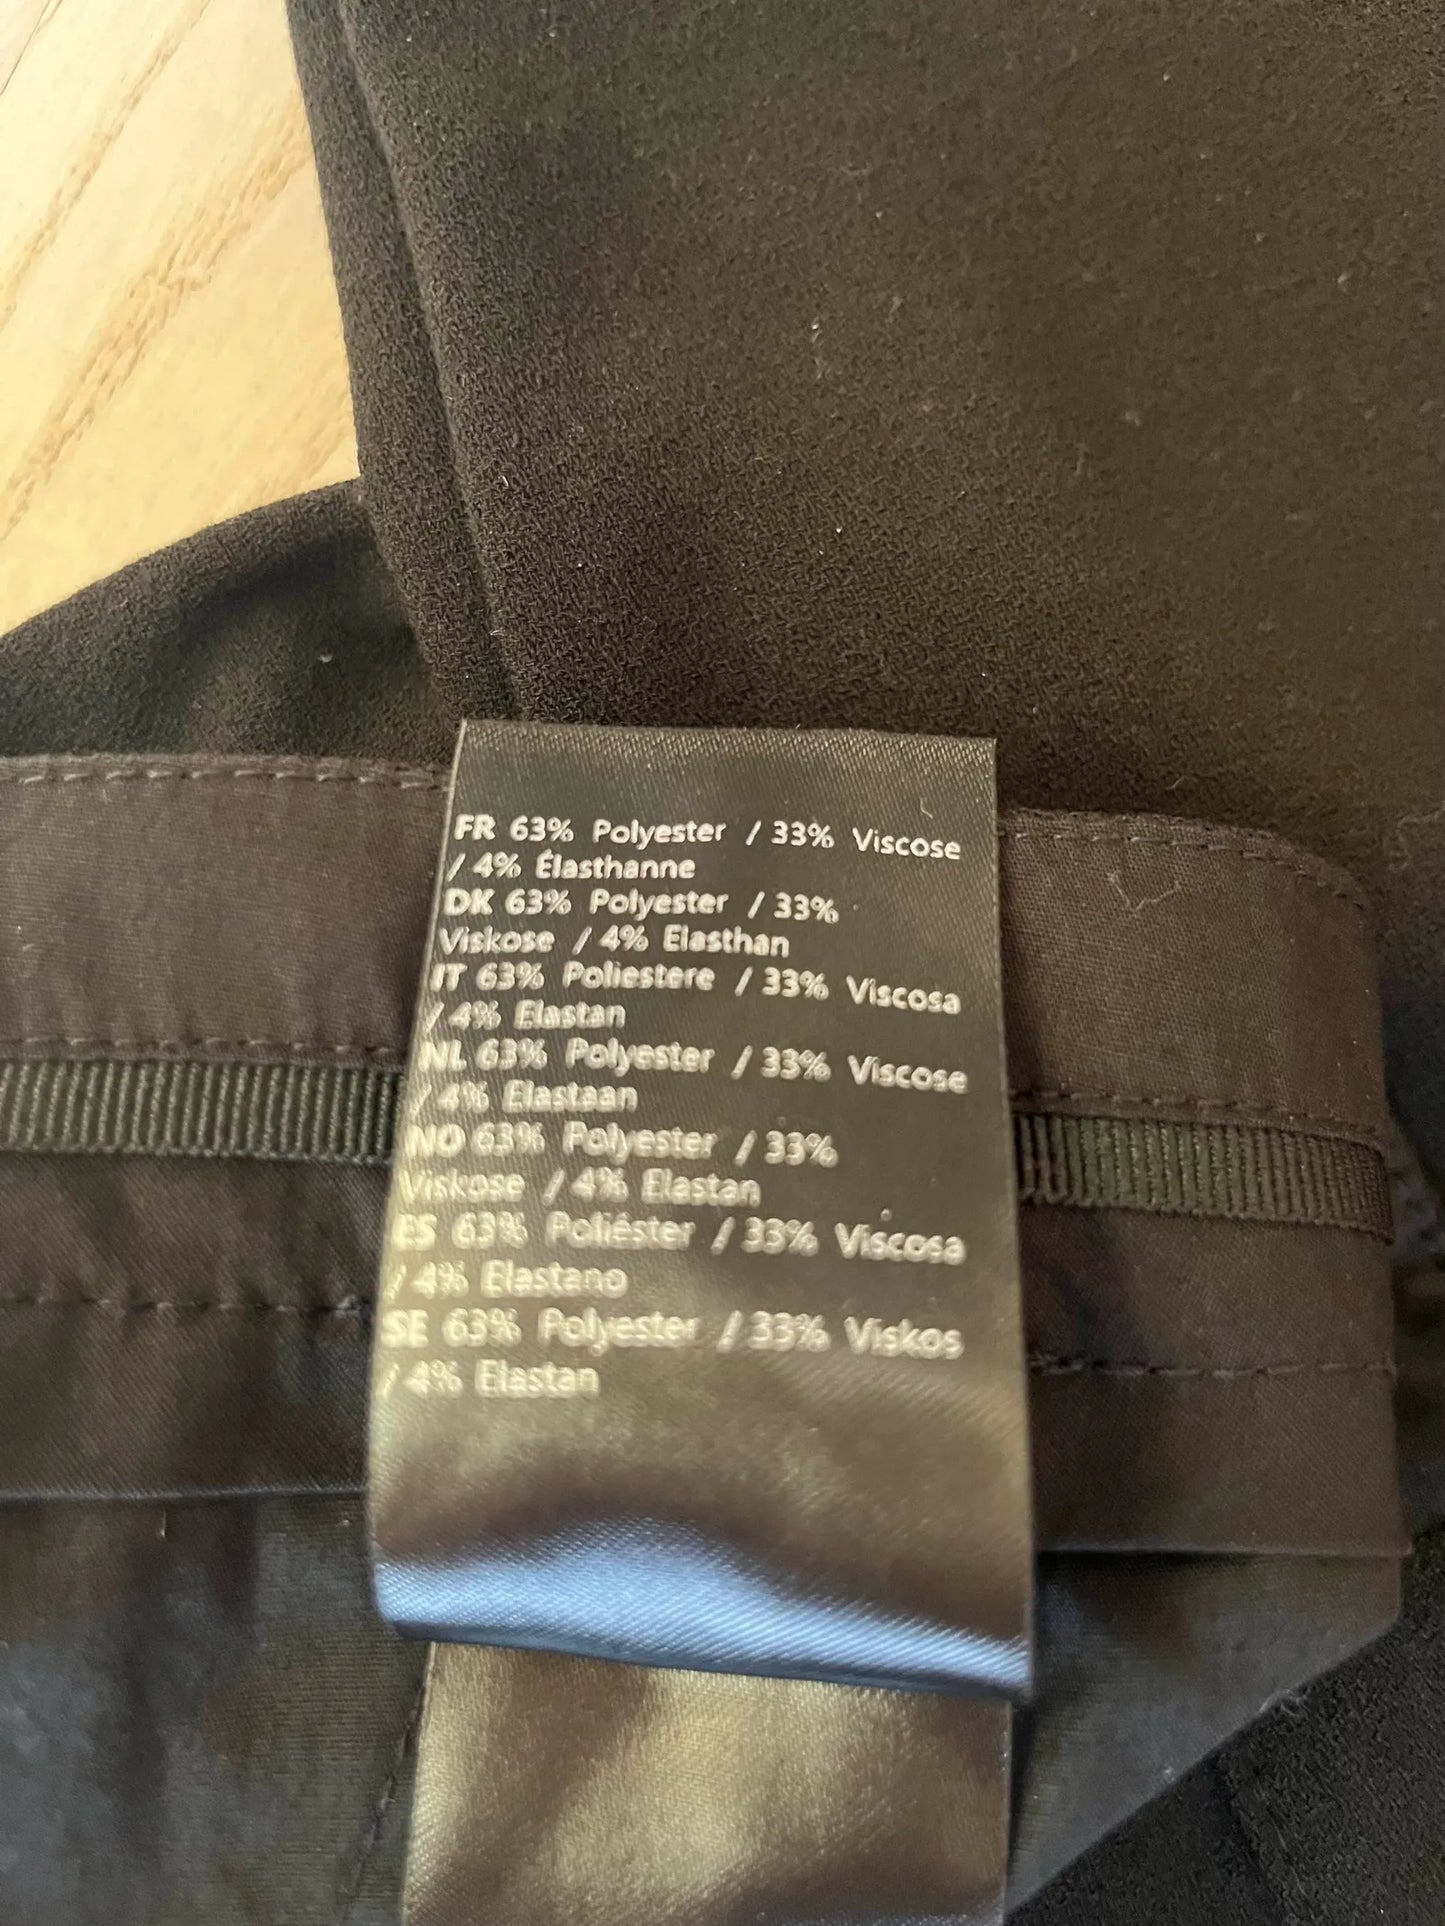 FR 63% Polyester / 33% Viscose
/ 4% Élasthanne
DK 63% Polyester / 33%
Viskose / 4% Elasthan
IT 63% Poliestere / 33% Viscosa
/ 4% Elastan
NL 63% Polyester / 33% Viscose
/ 4% Elastaan
NO 63% Polyester / 33%
Viskose / 4% Elastan
ES 63% Poliéster / 33% Viscosa
/ 4% Elastano
SE 63% Polyester / 33% Viskos
/ 4% Elastan